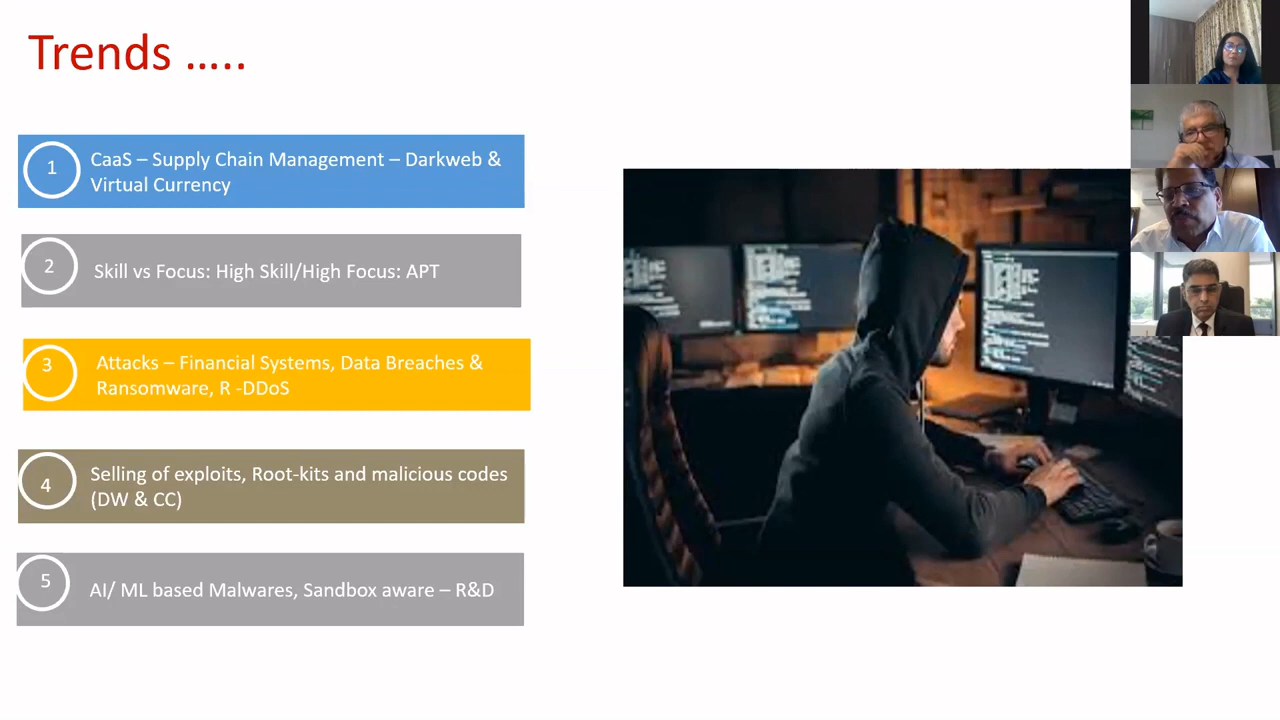 Trends .....
1
CaaS – Supply Chain Management – Darkweb &
Virtual Currency
2
Skill vs Focus: High Skill/High Focus: APT
3
Attacks – Financial Systems, Data Breaches &
Ransomware, R -DDoS
4
Selling of exploits, Root-kits and malicious codes
(DW & CC)
5
AI/ ML based Malwares, Sandbox aware – R&D